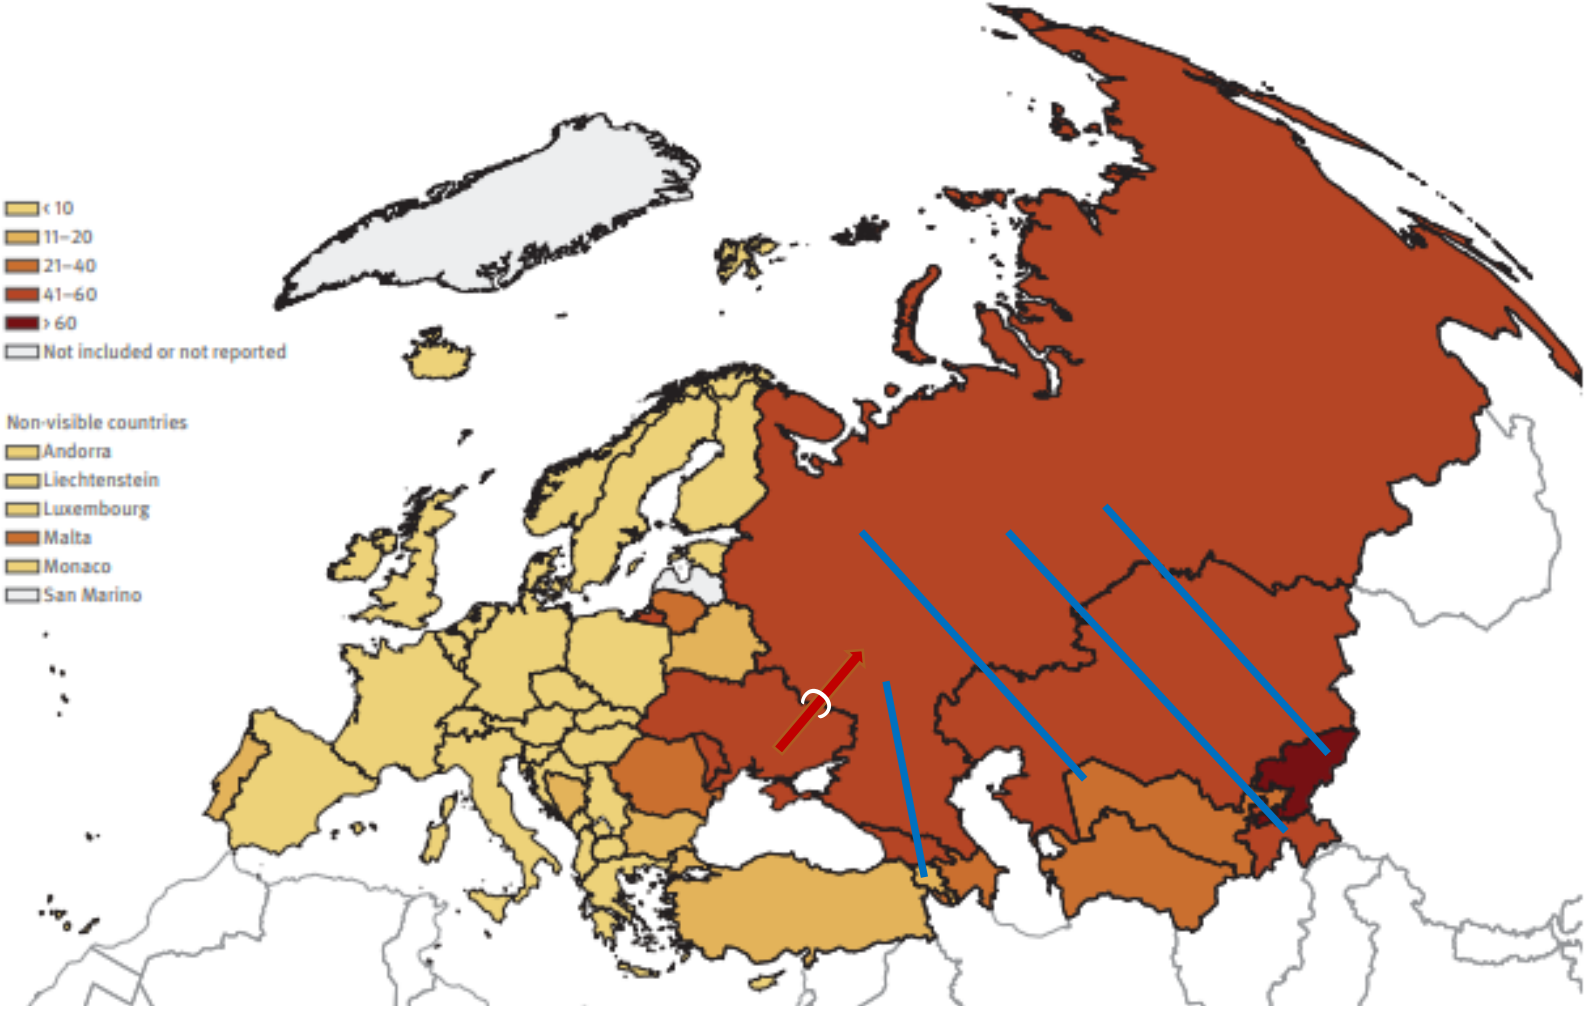 < 10
11–20
21–40
41–60
> 60
Not included or not reported
Non-visible countries
Andorra
Liechtenstein
Luxembourg
Malta
Monaco
San Marino